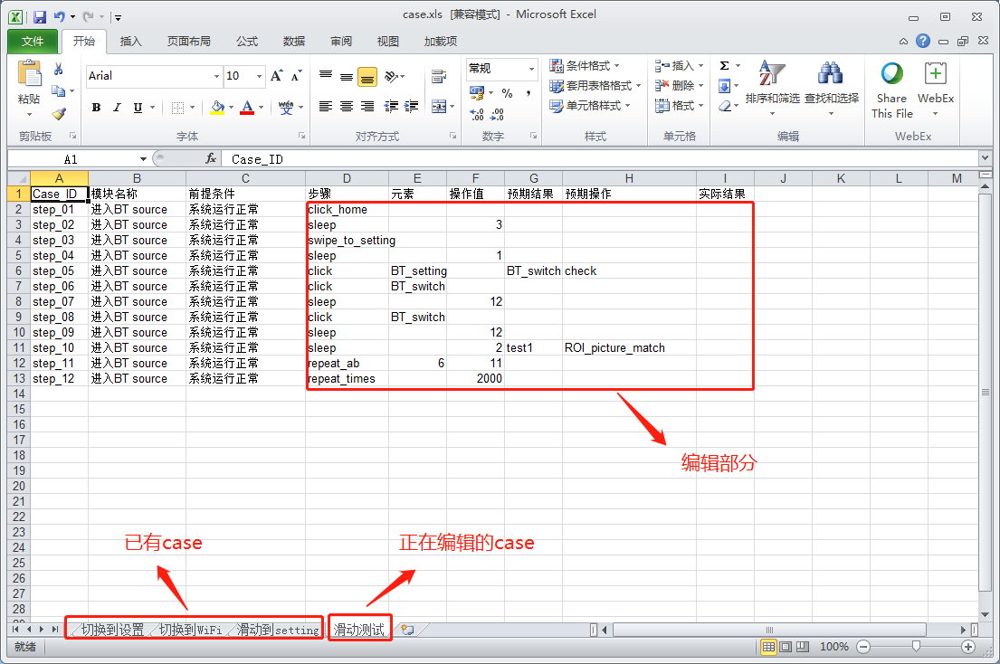 case.xls [兼容模式] - Microsoft Excel
文件 开始 插入 页面布局 公式 数据 审阅 视图 加载项
粘贴
剪贴板
Arial 10
B I U A wén 文
字体
对齐方式
常规
% ,
数字
条件格式
套用表格格式
单元格样式
样式
插入
删除
格式
单元格
Σ
排序和筛选 查找和选择
编辑
Share This File
WebEx
WebEx
A1 fx Case_ID
A B C D E F G H I J K L M
1 Case_ID 模块名称 前提条件 步骤 元素 操作值 预期结果 预期操作 实际结果
2 step_01 进入BT source 系统运行正常 click_home
3 step_02 进入BT source 系统运行正常 sleep 3
4 step_03 进入BT source 系统运行正常 swipe_to_setting
5 step_04 进入BT source 系统运行正常 sleep 1
6 step_05 进入BT source 系统运行正常 click BT_setting BT_switch check
7 step_06 进入BT source 系统运行正常 click BT_switch
8 step_07 进入BT source 系统运行正常 sleep 12
9 step_08 进入BT source 系统运行正常 click BT_switch
10 step_09 进入BT source 系统运行正常 sleep 12
11 step_10 进入BT source 系统运行正常 sleep 2 test1 ROI_picture_match
12 step_11 进入BT source 系统运行正常 repeat_ab 6 11
13 step_12 进入BT source 系统运行正常 repeat_times 2000
14
15
16
17
18
19 编辑部分
20
21
22
23
24 已有case 正在编辑的case
25
26
27
28
切换到设置 切换到WiFi 滑动到setting 滑动测试
就绪 100%